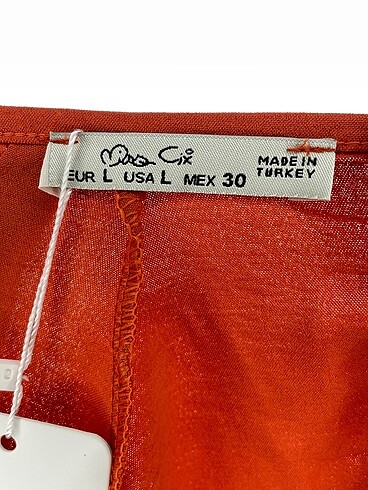 Miss Cix
MADE IN
TURKEY
EUR L USA L MEX 30